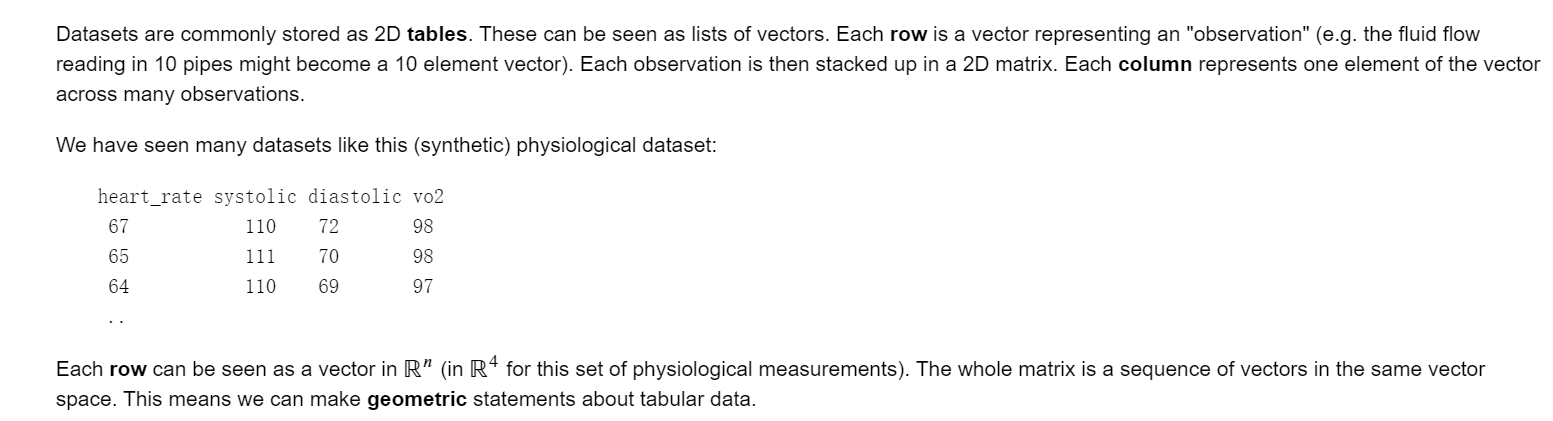 Datasets are commonly stored as 2D tables. These can be seen as lists of vectors. Each row is a vector representing an "observation" (e.g. the fluid flow
reading in 10 pipes might become a 10 element vector). Each observation is then stacked up in a 2D matrix. Each column represents one element of the vector
across many observations.
We have seen many datasets like this (synthetic) physiological dataset:
heart_rate systolic diastolic vo2
67 110 72 98
65 111 70 98
64 110 69 97
..
Each row can be seen as a vector in ℝⁿ (in ℝ⁴ for this set of physiological measurements). The whole matrix is a sequence of vectors in the same vector
space. This means we can make geometric statements about tabular data.